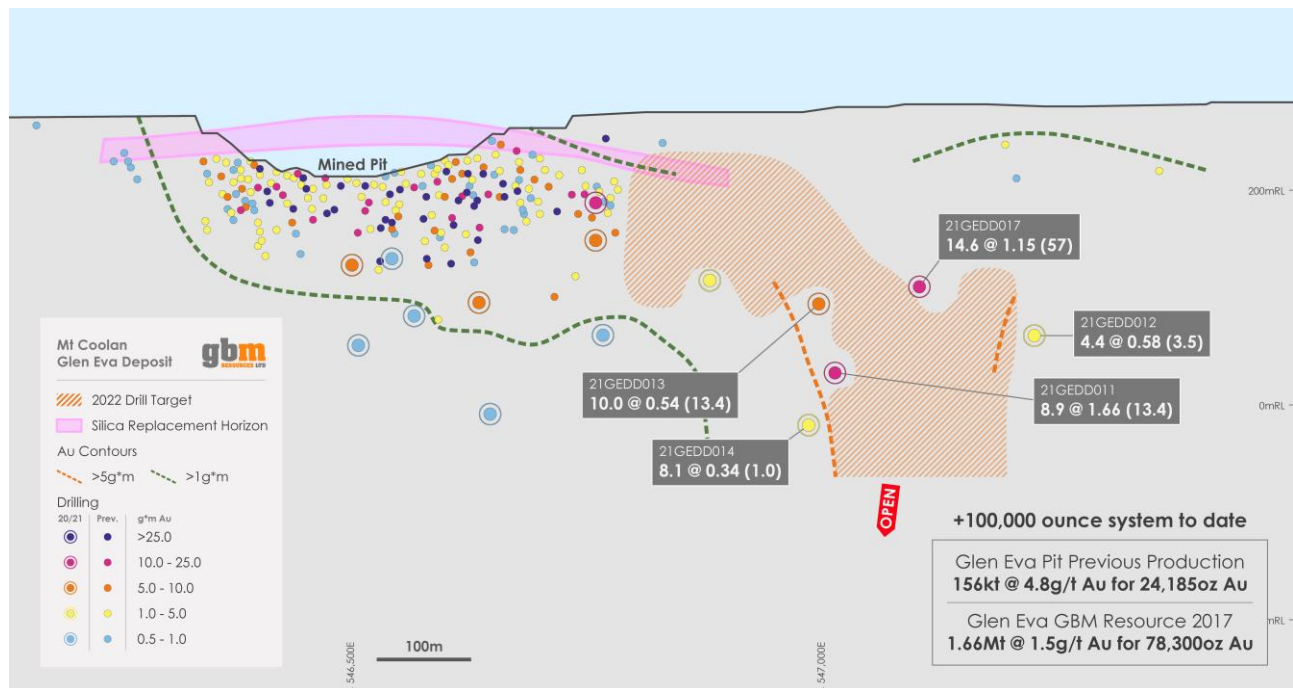 Mined Pit
200mRL
21GEDD017
14.6 @ 1.15 (57)
21GEDD012
4.4 @ 0.58 (3.5)
21GEDD013
10.0 @ 0.54 (13.4)
21GEDD011
8.9 @ 1.66 (13.4)
0mRL
21GEDD014
8.1 @ 0.34 (1.0)
OPEN
Mt Coolan
Glen Eva Deposit
gbm
RESOURCES LTD
2022 Drill Target
Silica Replacement Horizon
Au Contours
>5g*m >1g*m
Drilling
20/21 Prev. g*m Au
>25.0
10.0 - 25.0
5.0 - 10.0
1.0 - 5.0
0.5 - 1.0
100m
546,500E
547,000E
+100,000 ounce system to date
Glen Eva Pit Previous Production
156kt @ 4.8g/t Au for 24,185oz Au
Glen Eva GBM Resource 2017
1.66Mt @ 1.5g/t Au for 78,300oz Au
mRL